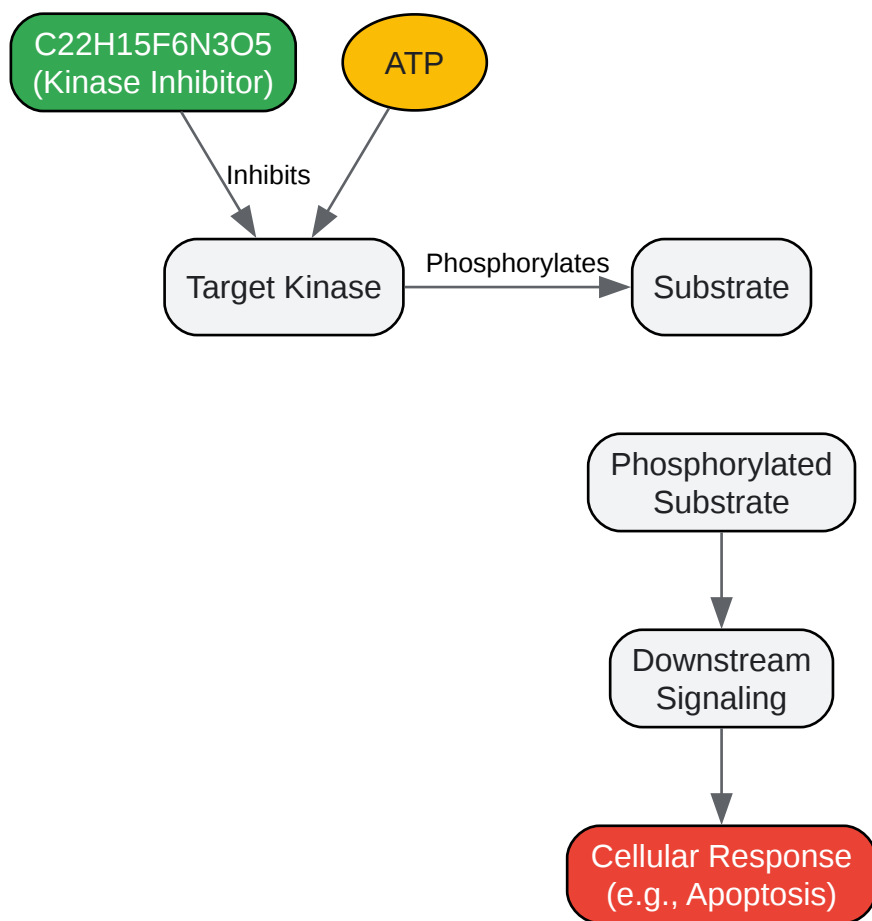 C22H15F6N3O5
(Kinase Inhibitor)
ATP
Inhibits
Target Kinase
Phosphorylates
Substrate
Phosphorylated
Substrate
Downstream
Signaling
Cellular Response
(e.g., Apoptosis)